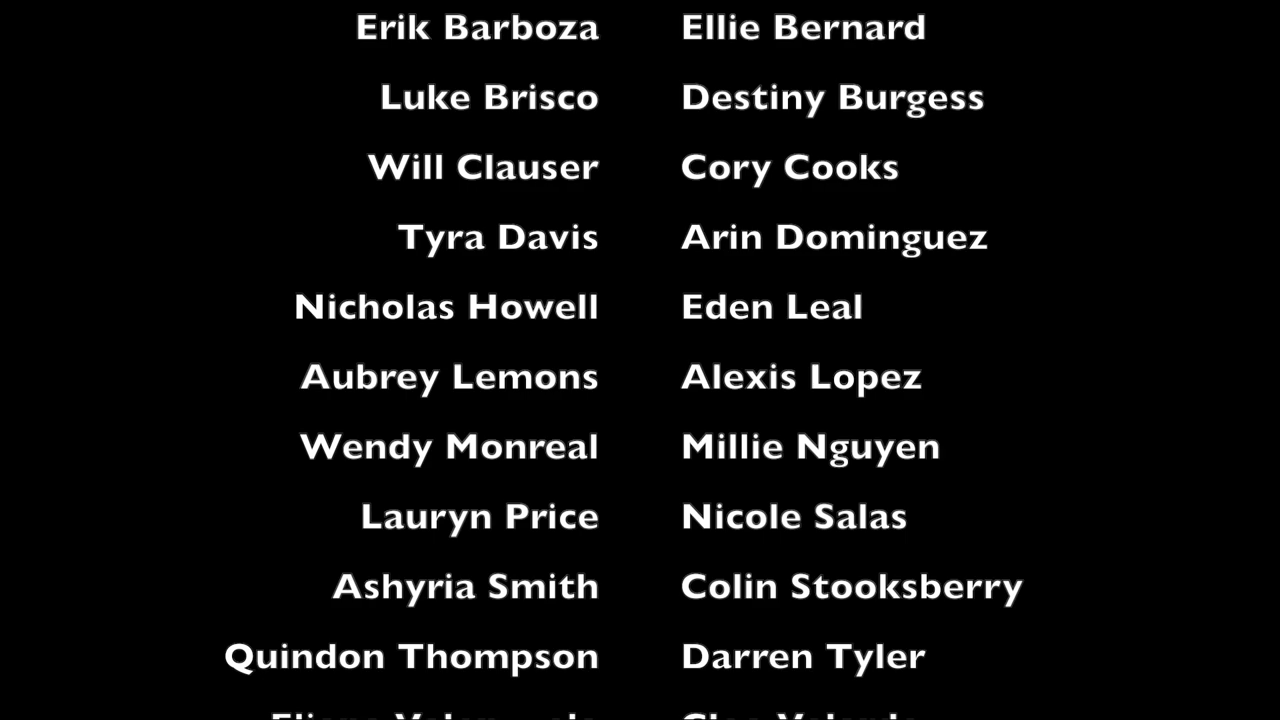 Erik Barboza Ellie Bernard
Luke Brisco Destiny Burgess
Will Clauser Cory Cooks
Tyra Davis Arin Dominguez
Nicholas Howell Eden Leal
Aubrey Lemons Alexis Lopez
Wendy Monreal Millie Nguyen
Lauryn Price Nicole Salas
Ashyria Smith Colin Stooksberry
Quindon Thompson Darren Tyler